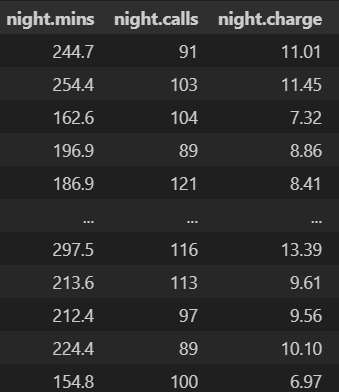 night.mins night.calls night.charge
244.7 91 11.01
254.4 103 11.45
162.6 104 7.32
196.9 89 8.86
186.9 121 8.41
... ... ...
297.5 116 13.39
213.6 113 9.61
212.4 97 9.56
224.4 89 10.10
154.8 100 6.97